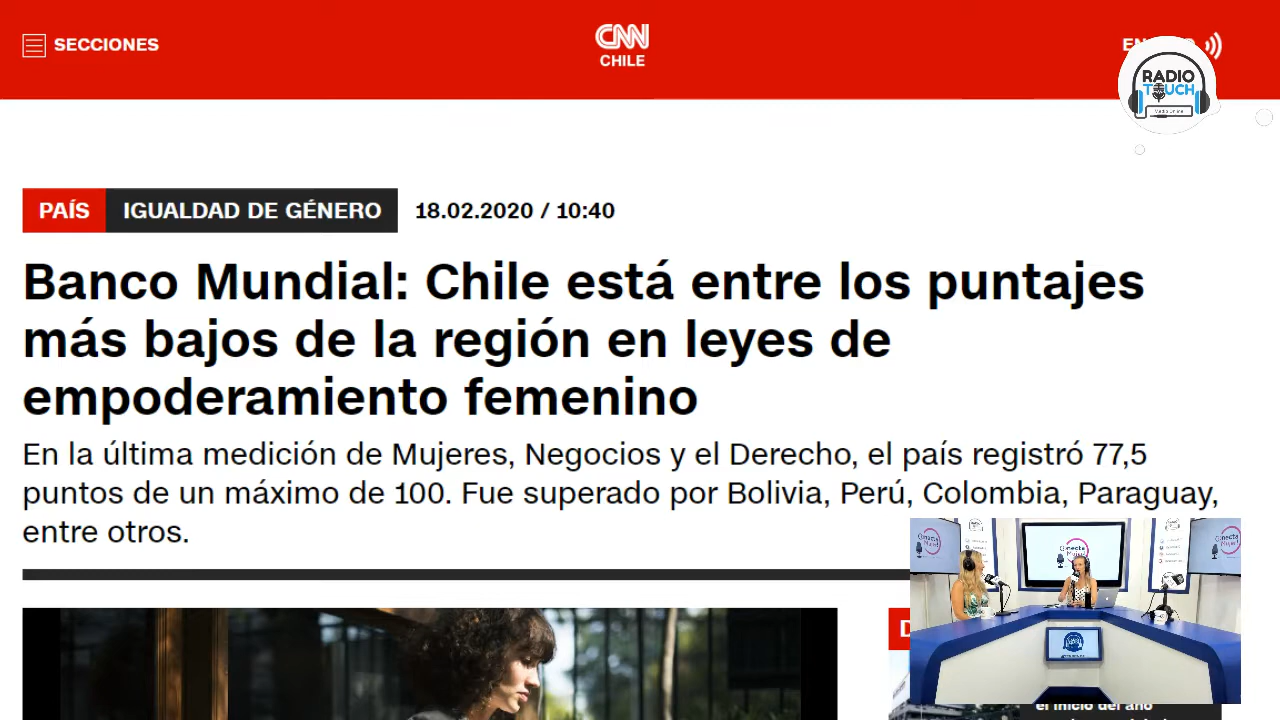 SECCIONES
CNN
CHILE
RADIO
TOUCH
PAÍS IGUALDAD DE GÉNERO 18.02.2020 / 10:40
Banco Mundial: Chile está entre los puntajes
más bajos de la región en leyes de
empoderamiento femenino
En la última medición de Mujeres, Negocios y el Derecho, el país registró 77,5
puntos de un máximo de 100. Fue superado por Bolivia, Perú, Colombia, Paraguay,
entre otros.
Conecta
Mujer
el inicio del año